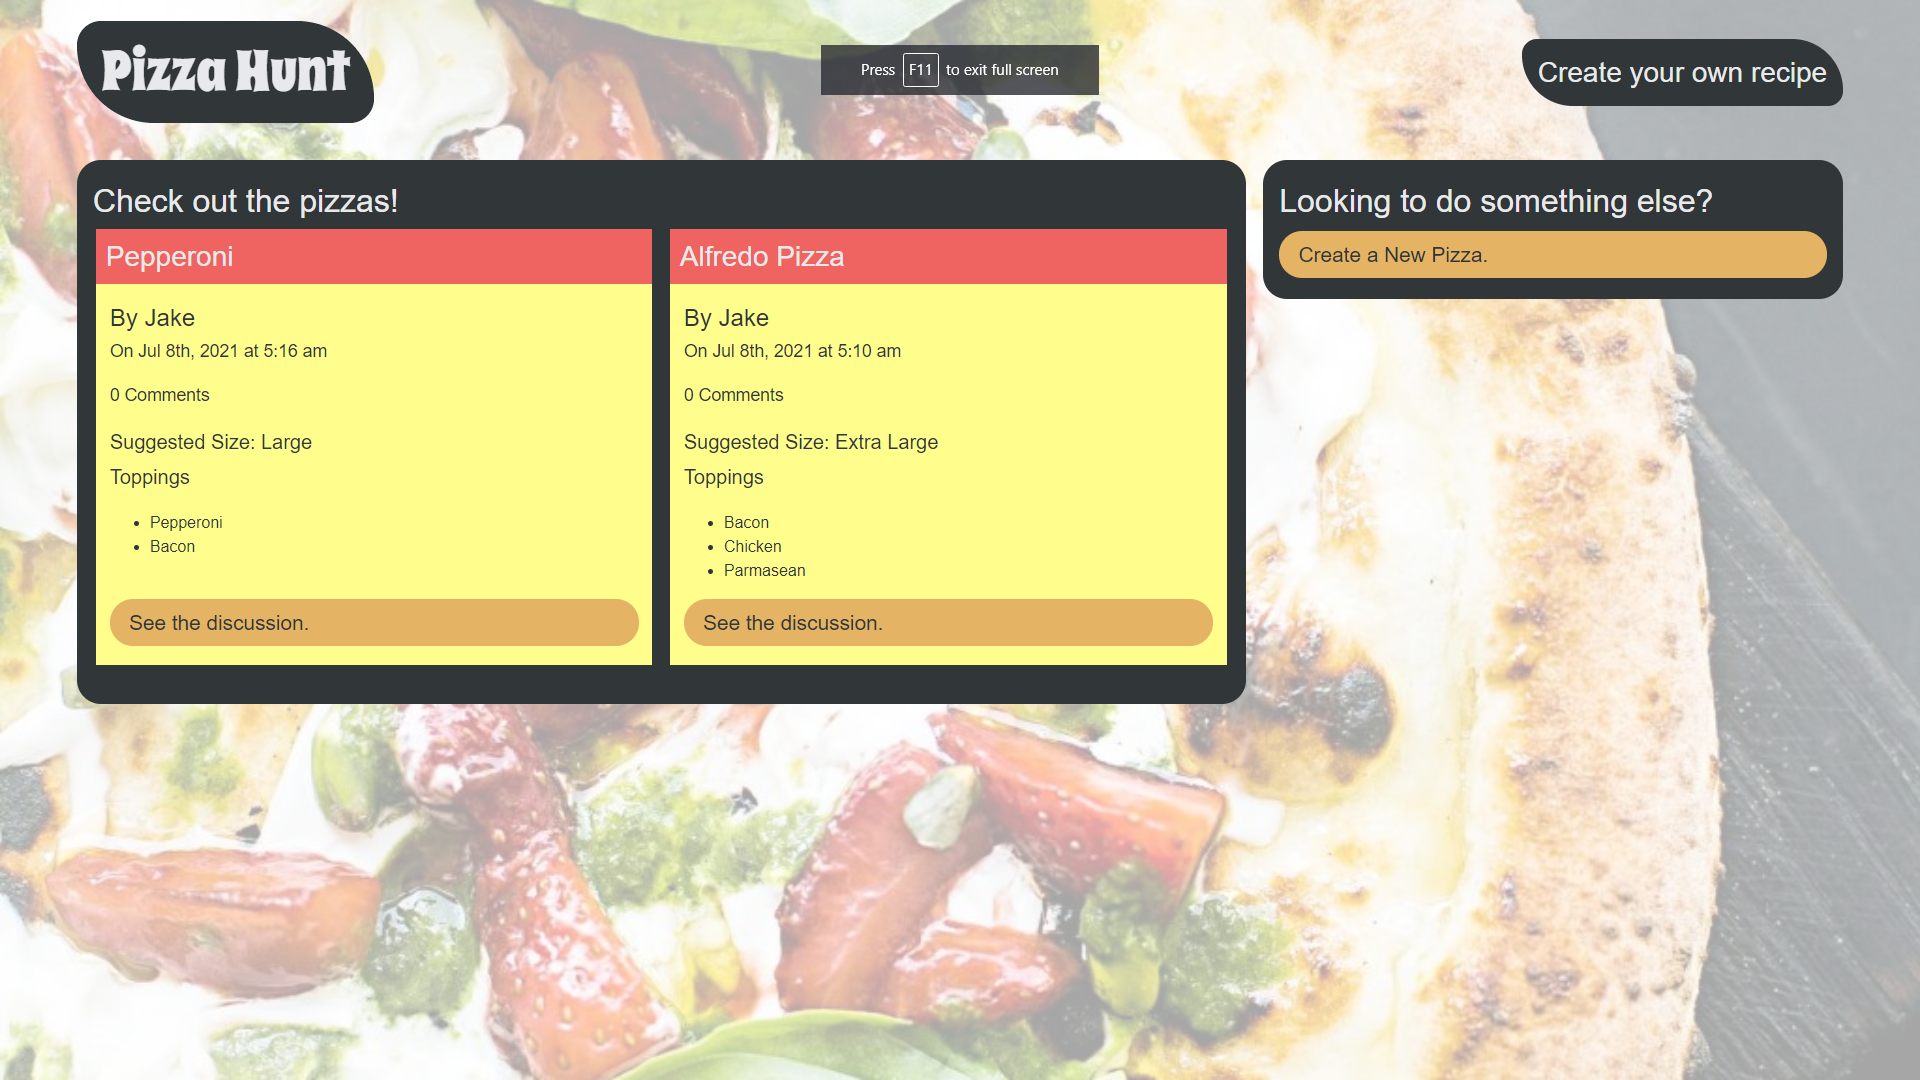 Pizza Hunt
Press F11 to exit full screen
Create your own recipe
Check out the pizzas!
Pepperoni
By Jake
On Jul 8th, 2021 at 5:16 am
0 Comments
Suggested Size: Large
Toppings
Pepperoni
Bacon
See the discussion.
Alfredo Pizza
By Jake
On Jul 8th, 2021 at 5:10 am
0 Comments
Suggested Size: Extra Large
Toppings
Bacon
Chicken
Parmasean
See the discussion.
Looking to do something else?
Create a New Pizza.